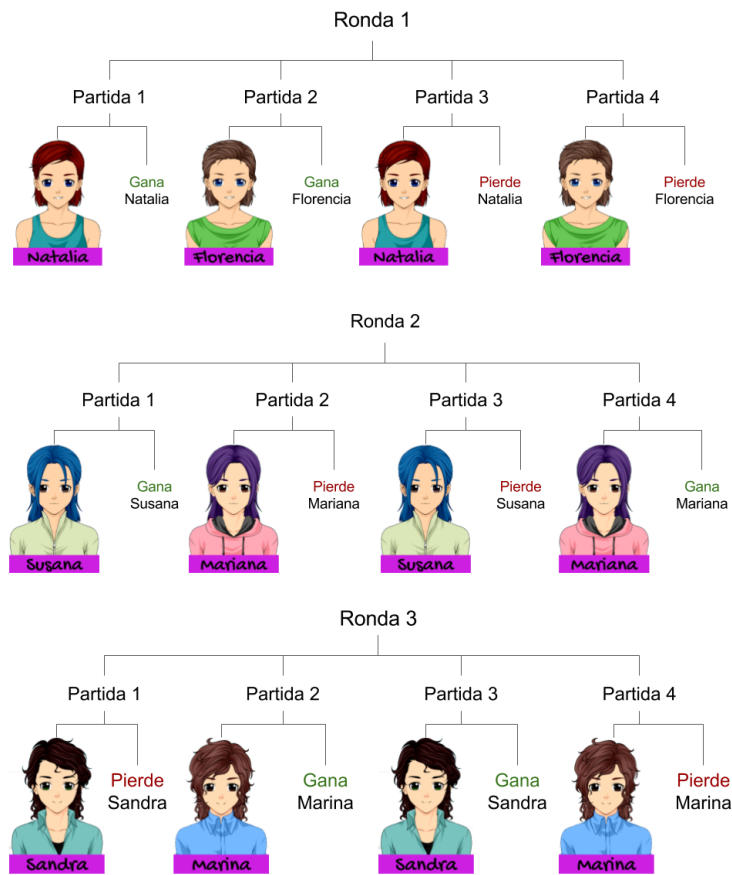 Ronda 1
Partida 1 Partida 2 Partida 3 Partida 4
Gana Gana Pierde Pierde
Natalia Florencia Natalia Florencia
Natalia Florencia Natalia Florencia
Ronda 2
Partida 1 Partida 2 Partida 3 Partida 4
Gana Pierde Pierde Gana
Susana Mariana Susana Mariana
Susana Mariana Susana Mariana
Ronda 3
Partida 1 Partida 2 Partida 3 Partida 4
Pierde Gana Gana Pierde
Sandra Marina Sandra Marina
Sandra Marina Sandra Marina